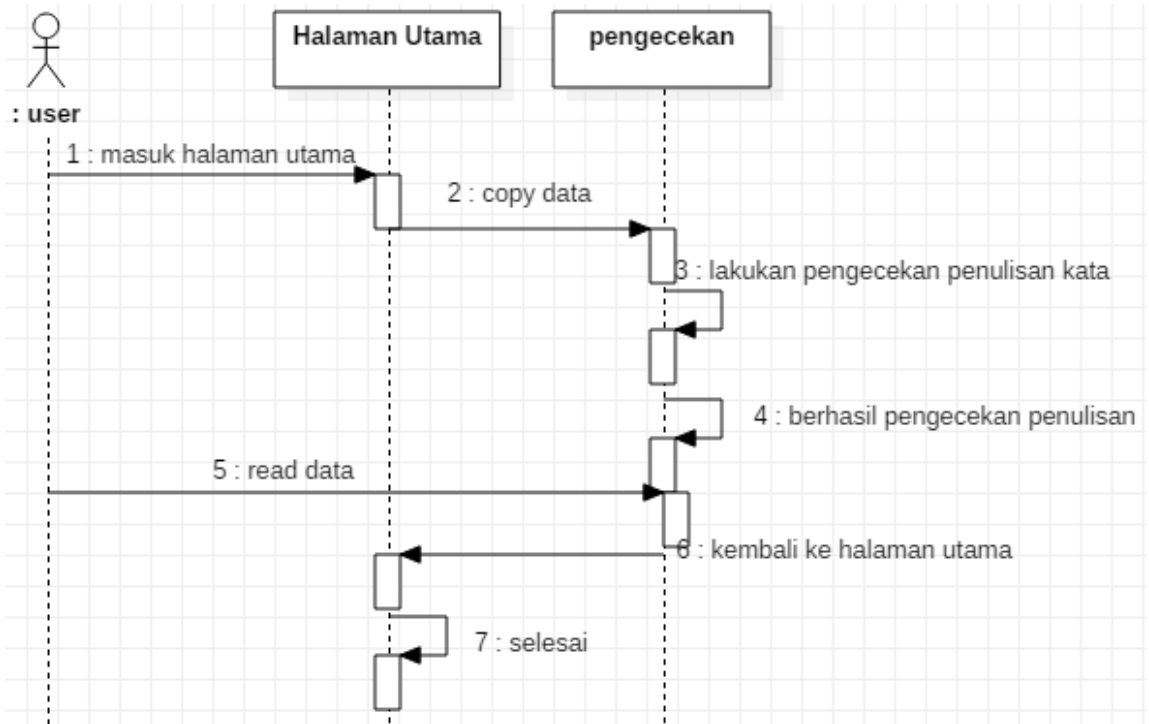 Halaman Utama
pengecekan
: user
1 : masuk halaman utama
2 : copy data
3 : lakukan pengecekan penulisan kata
4 : berhasil pengecekan penulisan
5 : read data
6 : kembali ke halaman utama
7 : selesai